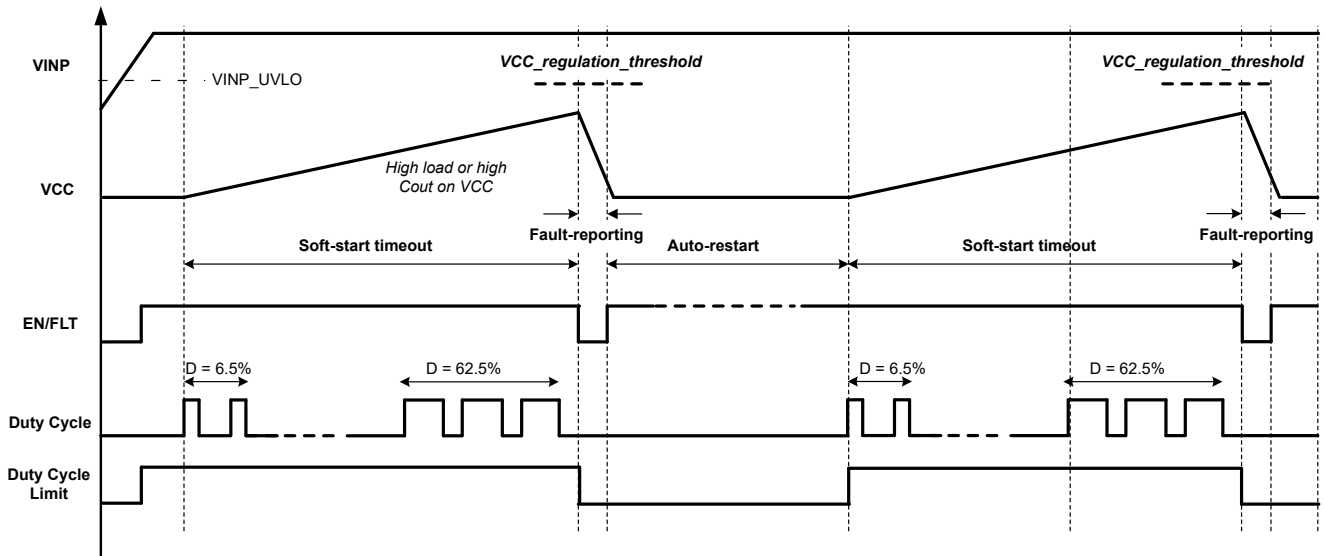 VINP
VINP_UVLO
VCC_regulation_threshold
VCC_regulation_threshold
VCC
High load or high
Cout on VCC
Fault-reporting
Fault-reporting
Soft-start timeout
Auto-restart
Soft-start timeout
EN/FLT
D = 6.5%
D = 62.5%
D = 6.5%
D = 62.5%
Duty Cycle
Duty Cycle
Limit